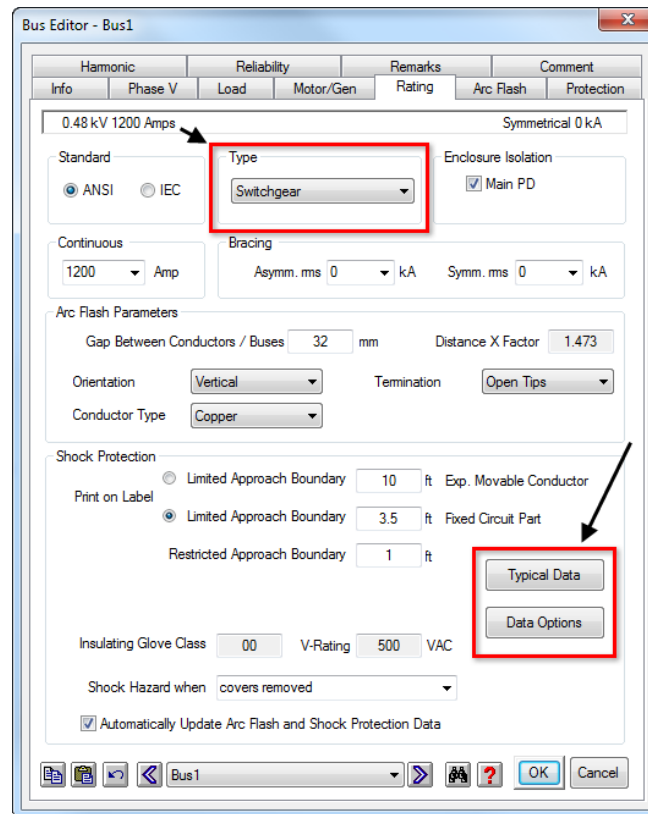 Bus Editor - Bus1
Harmonic Reliability Remarks Comment
Info Phase V Load Motor/Gen Rating Arc Flash Protection
0.48 kV 1200 Amps Symmetrical 0 kA
Standard Type Enclosure Isolation
ANSI IEC Switchgear Main PD
Continuous Bracing
1200 Amp Asymm. rms 0 kA Symm. rms 0 kA
Arc Flash Parameters
Gap Between Conductors / Buses 32 mm Distance X Factor 1.473
Orientation Vertical Termination Open Tips
Conductor Type Copper
Shock Protection
Print on Label
Limited Approach Boundary 10 ft Exp. Movable Conductor
Limited Approach Boundary 3.5 ft Fixed Circuit Part
Restricted Approach Boundary 1 ft
Typical Data
Data Options
Insulating Glove Class 00 V-Rating 500 VAC
Shock Hazard when covers removed
Automatically Update Arc Flash and Shock Protection Data
Bus1 ? OK Cancel